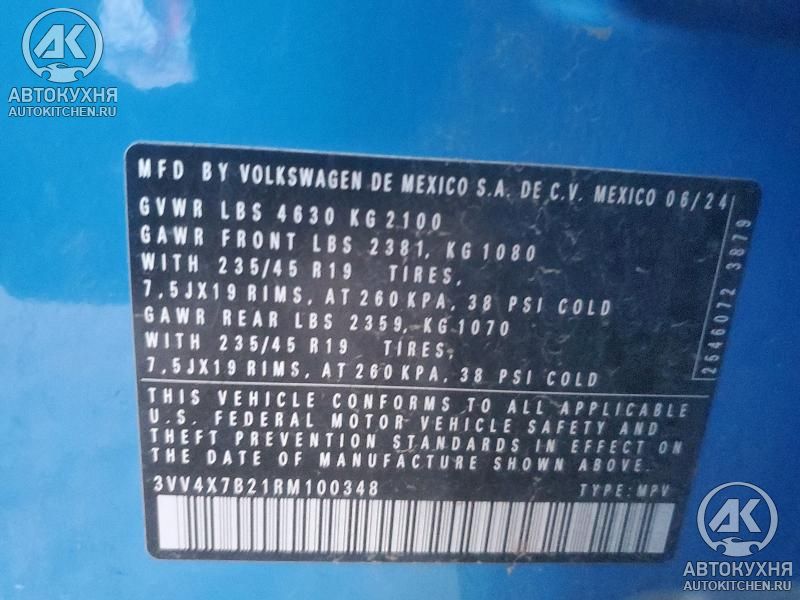 АК
АВТОКУХНЯ
AUTOKITCHEN.RU
MFD BY VOLKSWAGEN DE MEXICO S.A. DE C.V. MEXICO 06/24
GVWR LBS 4630 KG 2100
GAWR FRONT LBS 2381, KG 1080
WITH 235/45 R19 TIRES,
7,5JX19 RIMS, AT 260 KPA, 38 PSI COLD
GAWR REAR LBS 2359, KG 1070
WITH 235/45 R19 TIRES,
7,5JX19 RIMS, AT 260 KPA, 38 PSI COLD
2546072 3879
THIS VEHICLE CONFORMS TO ALL APPLICABLE
U.S. FEDERAL MOTOR VEHICLE SAFETY AND
THEFT PREVENTION STANDARDS IN EFFECT ON
THE DATE OF MANUFACTURE SHOWN ABOVE.
3VV4X7B21RM100348 TYPE: MPV
АК
АВТОКУХНЯ
AUTOKITCHEN.RU